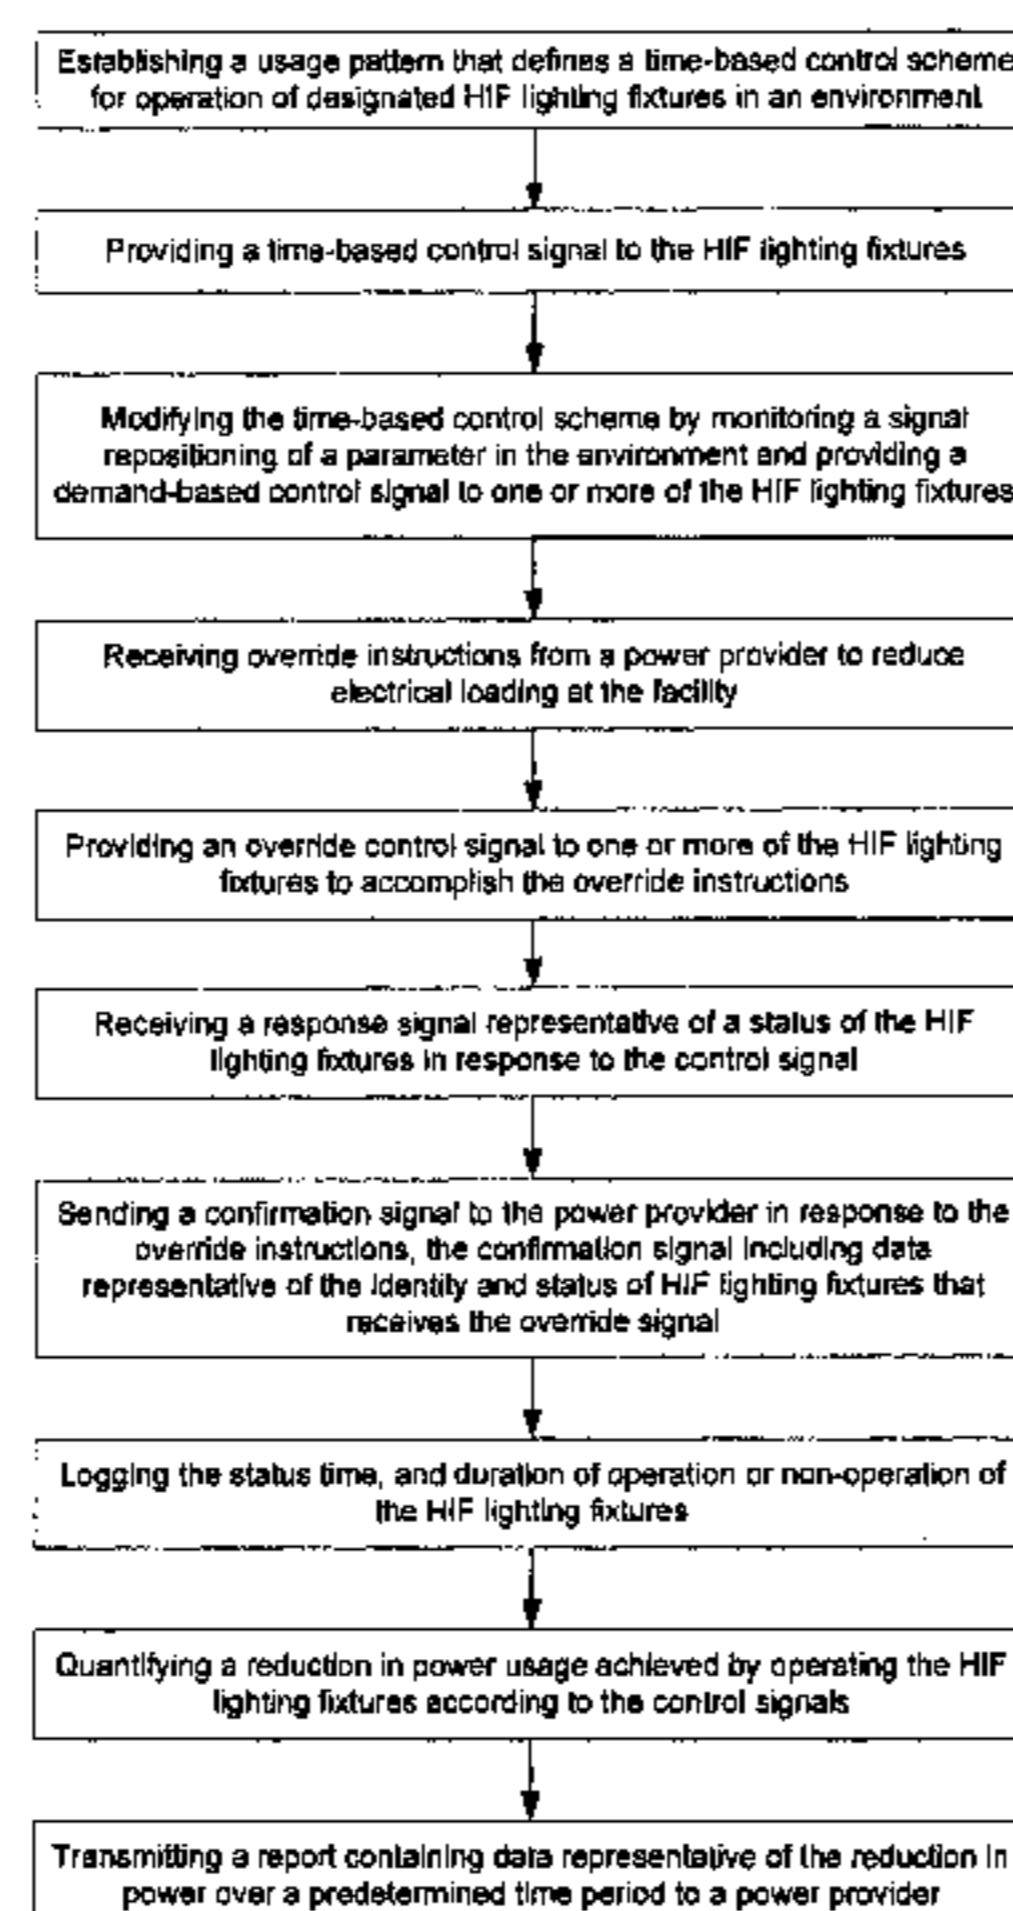 Establishing a usage pattern that defines a time-based control scheme
for operation of designated HIF lighting fixtures in an environment
Providing a time-based control signal to the HIF lighting fixtures
Modifying the time-based control scheme by monitoring a signal
repositioning of a parameter in the environment and providing a
demand-based control signal to one or more of the HIF lighting fixtures
Receiving override instructions from a power provider to reduce
electrical loading at the facility
Providing an override control signal to one or more of the HIF lighting
fixtures to accomplish the override instructions
Receiving a response signal representative of a status of the HIF
lighting fixtures in response to the control signal
Sending a confirmation signal to the power provider in response to the
override instructions, the confirmation signal including data
representative of the identity and status of HIF lighting fixtures that
receives the override signal
Logging the status time, and duration of operation or non-operation of
the HIF lighting fixtures
Quantifying a reduction in power usage achieved by operating the HIF
lighting fixtures according to the control signals
Transmitting a report containing data representative of the reduction in
power over a predetermined time period to a power provider